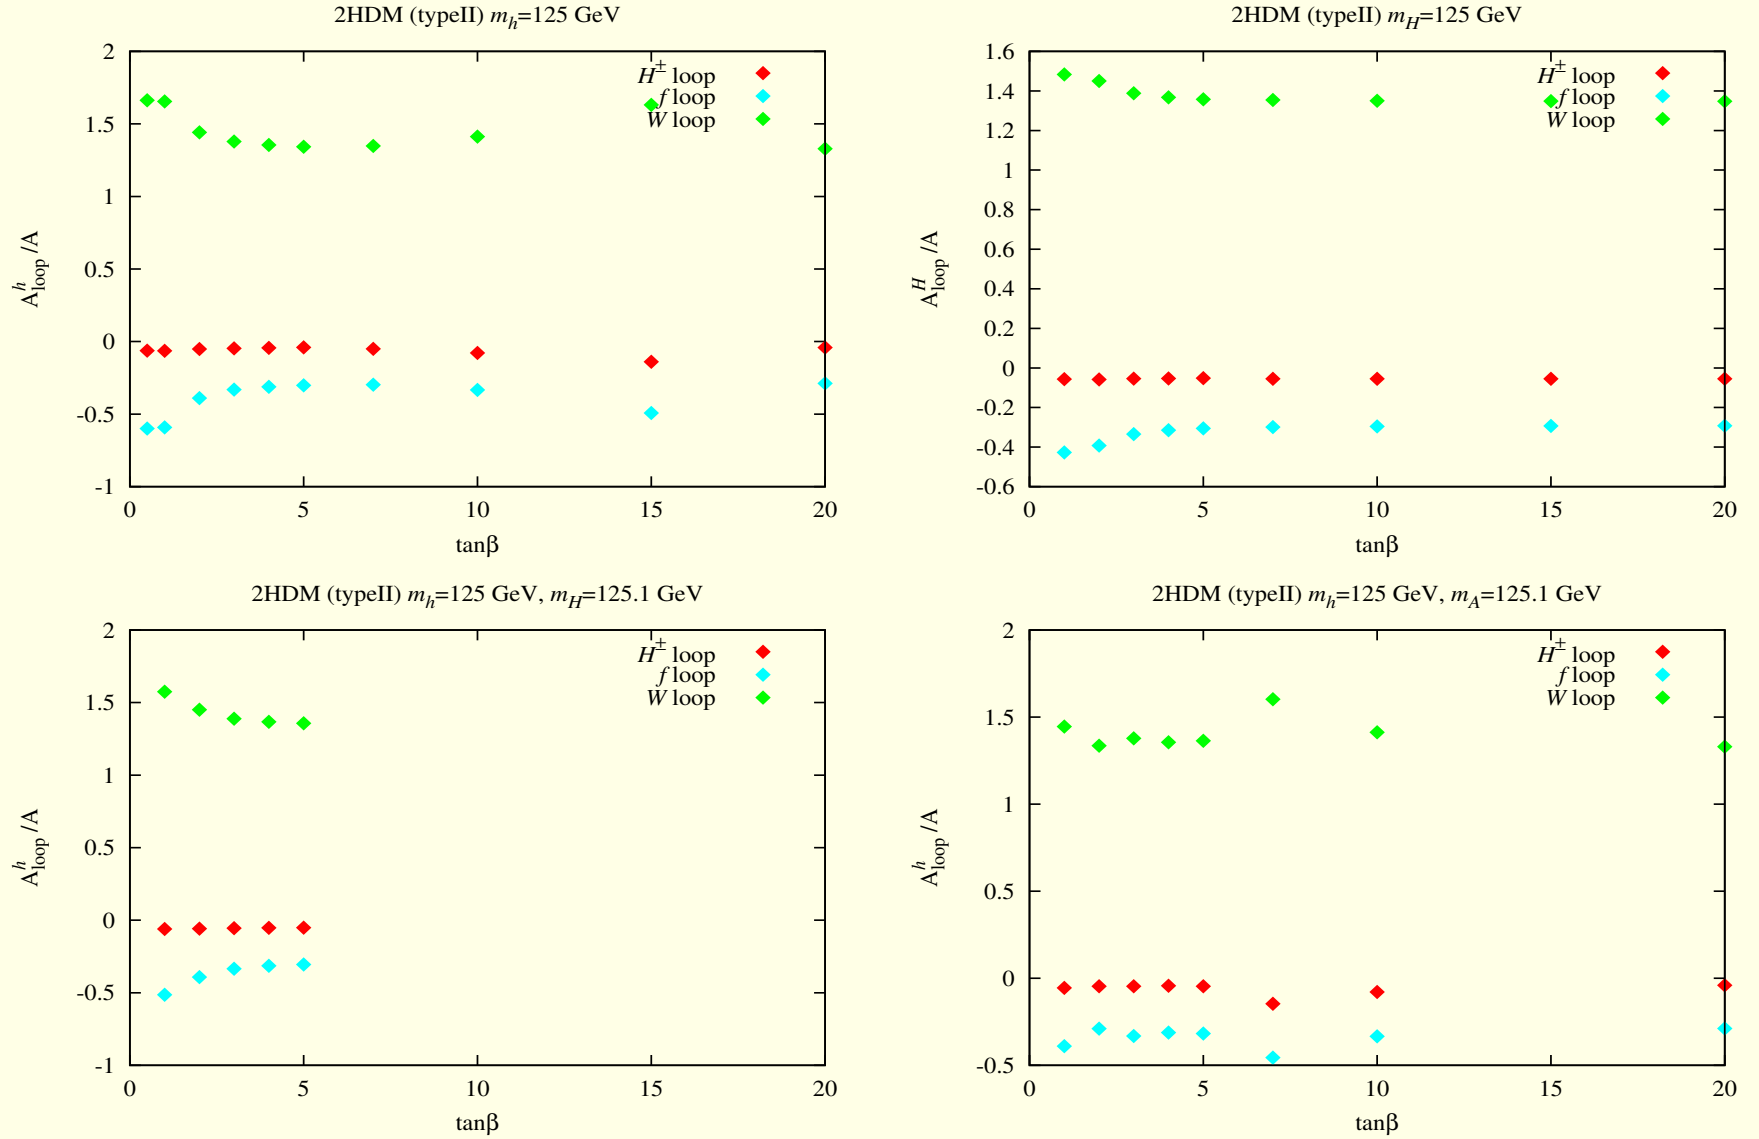 2HDM (typeII) m_h=125 GeV
2
1.5
1
0.5
0
-0.5
-1
0 5 10 15 20
tanβ
A^h_loop /A
H^± loop
f loop
W loop
2HDM (typeII) m_H=125 GeV
1.6
1.4
1.2
1
0.8
0.6
0.4
0.2
0
-0.2
-0.4
-0.6
0 5 10 15 20
tanβ
A^H_loop /A
H^± loop
f loop
W loop
2HDM (typeII) m_h=125 GeV, m_H=125.1 GeV
2
1.5
1
0.5
0
-0.5
-1
0 5 10 15 20
tanβ
A^h_loop /A
H^± loop
f loop
W loop
2HDM (typeII) m_h=125 GeV, m_A=125.1 GeV
2
1.5
1
0.5
0
-0.5
0 5 10 15 20
tanβ
A^h_loop /A
H^± loop
f loop
W loop